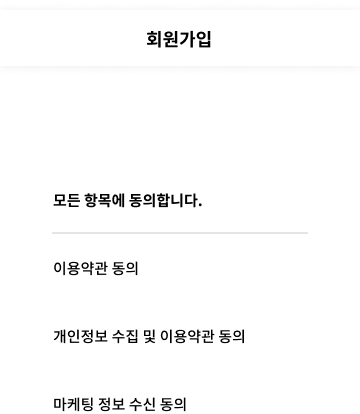 회원가입
모든 항목에 동의합니다.
이용약관 동의
개인정보 수집 및 이용약관 동의
마케팅 정보 수신 동의